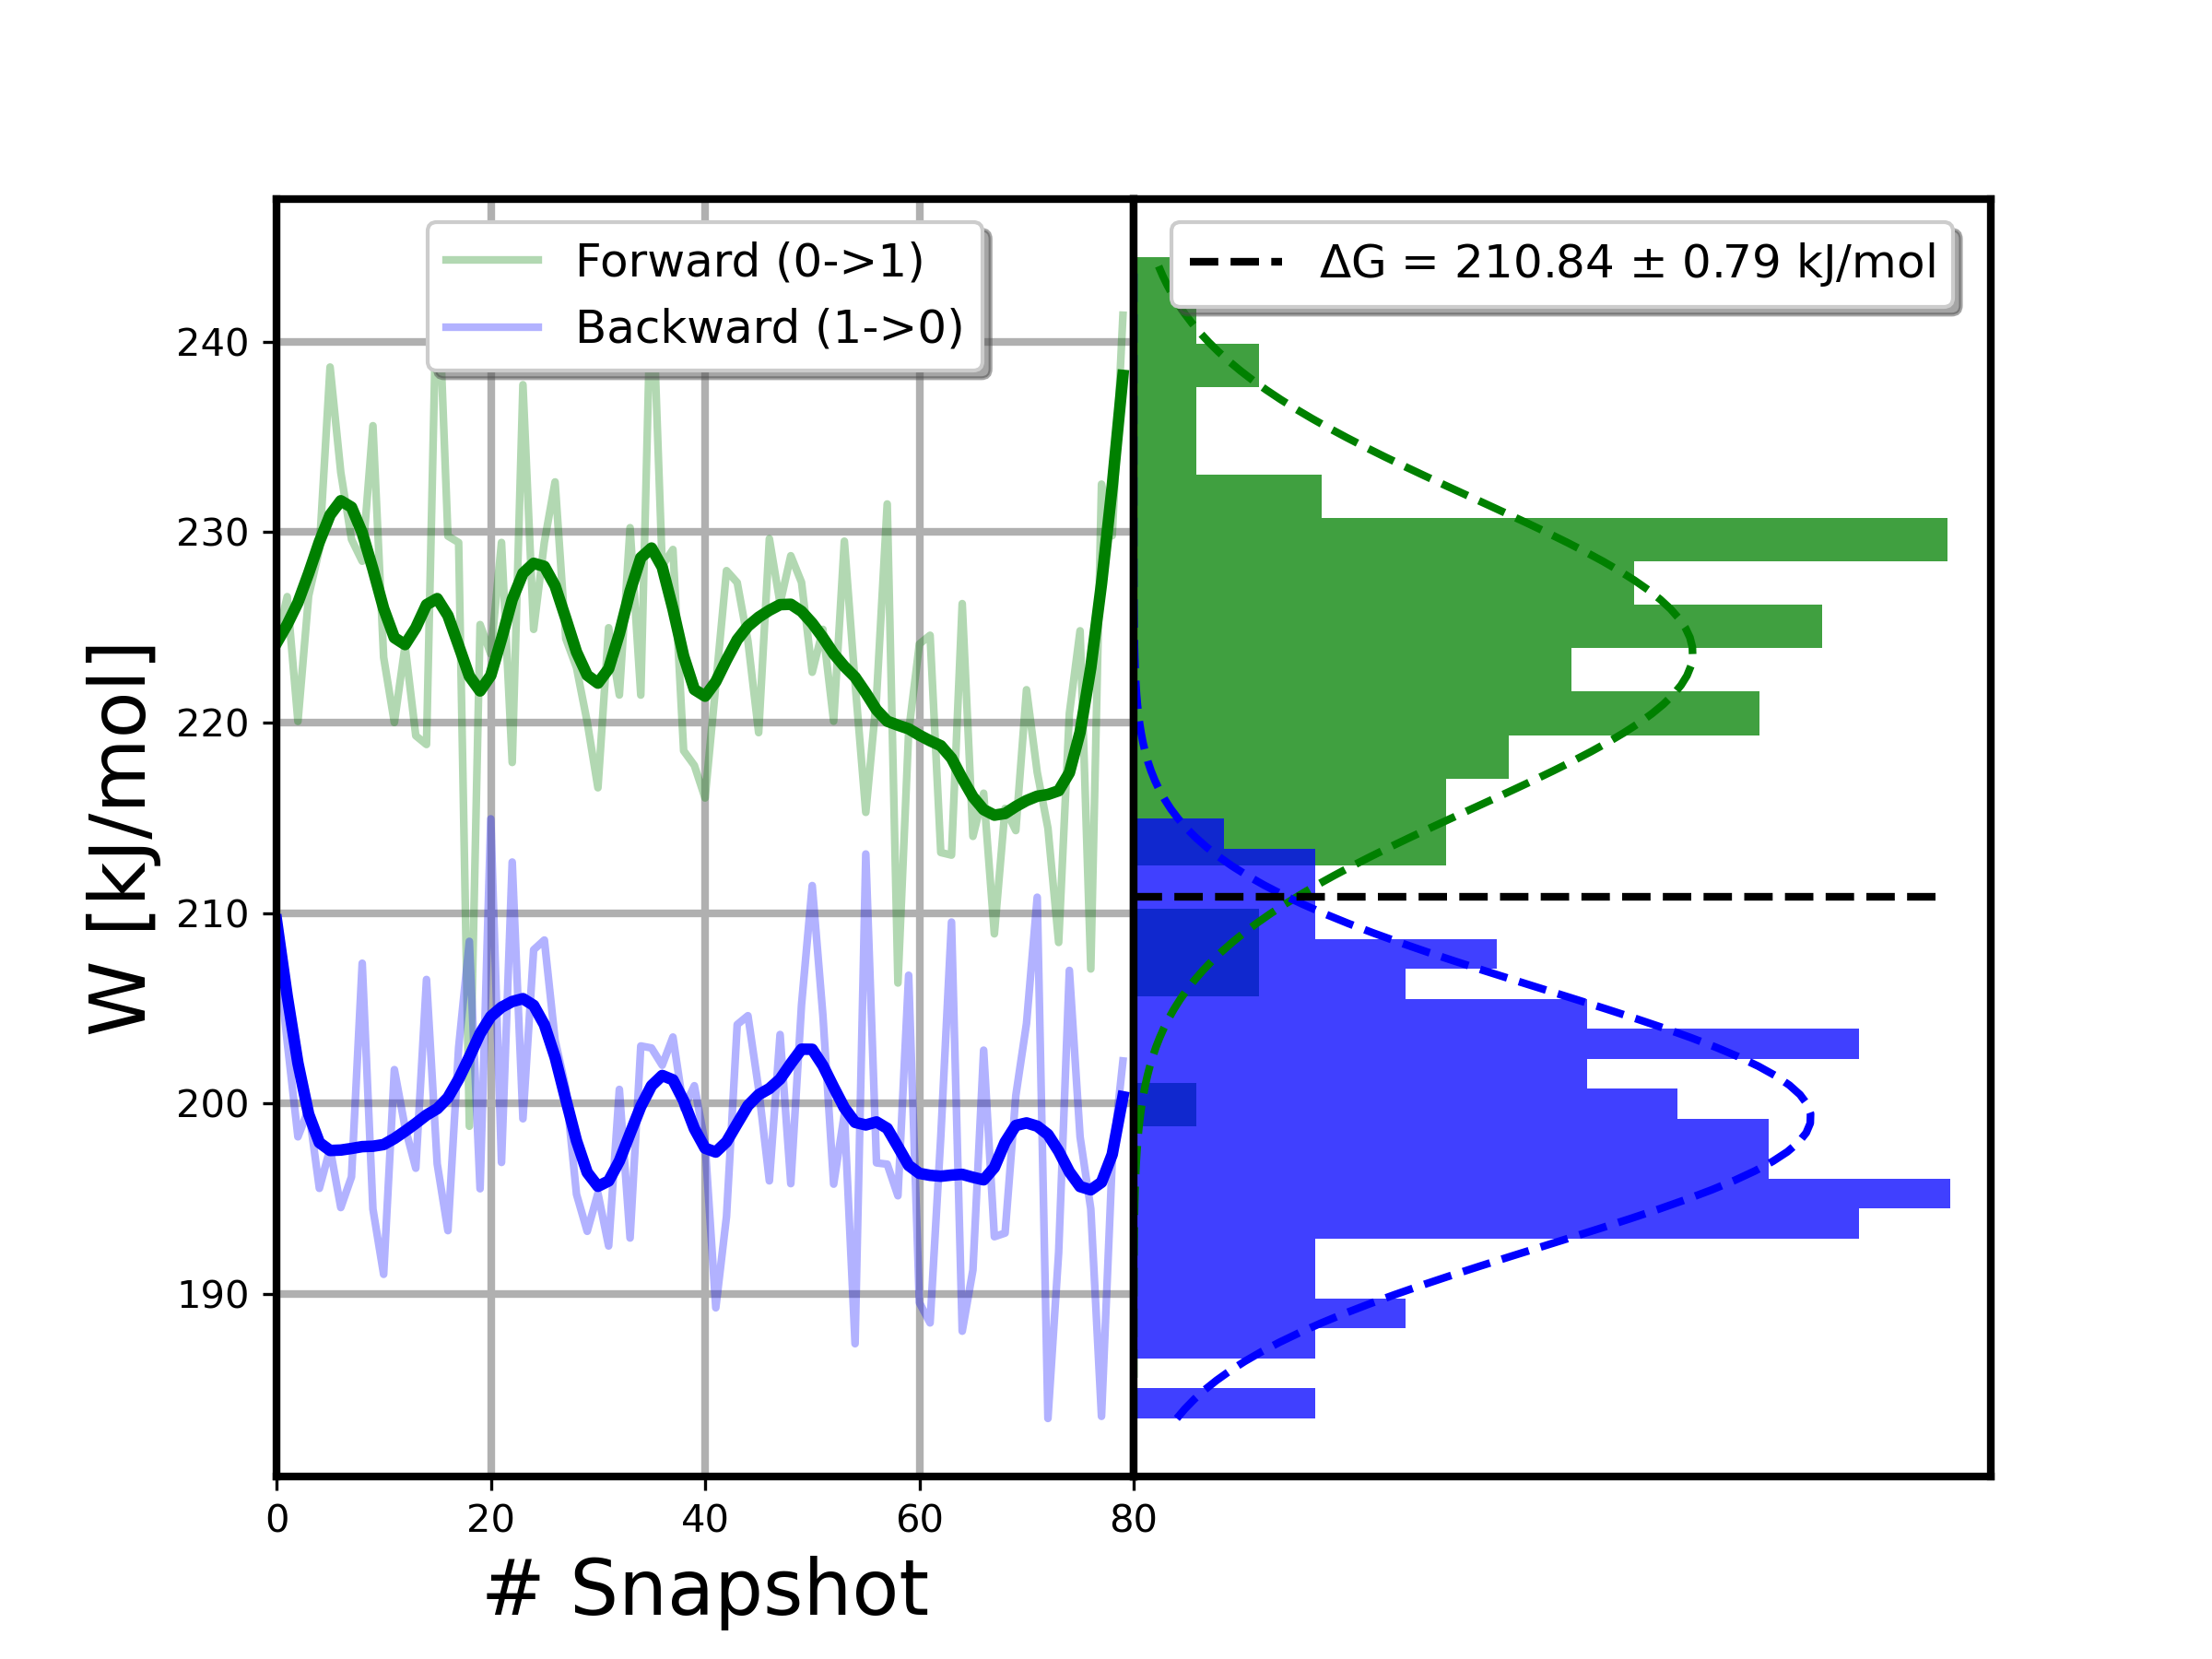 Forward (0->1)
Backward (1->0)
ΔG = 210.84 ± 0.79 kJ/mol
W [kJ/mol]
240
230
220
210
200
190
0
20
40
60
80
# Snapshot